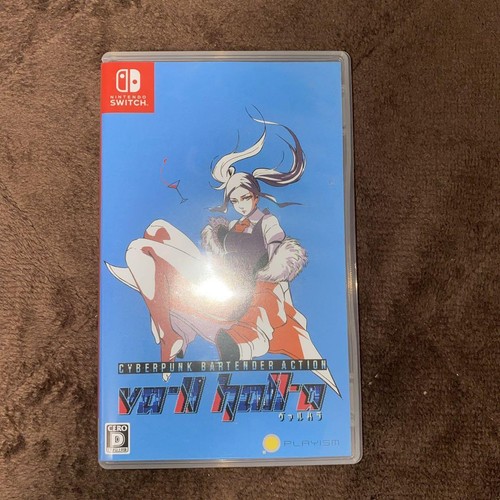 NINTENDO
SWITCH
CYBERPUNK BARTENDER ACTION
va-11 hall-a
ヴァルハラ
CERO
D
PLAYISM